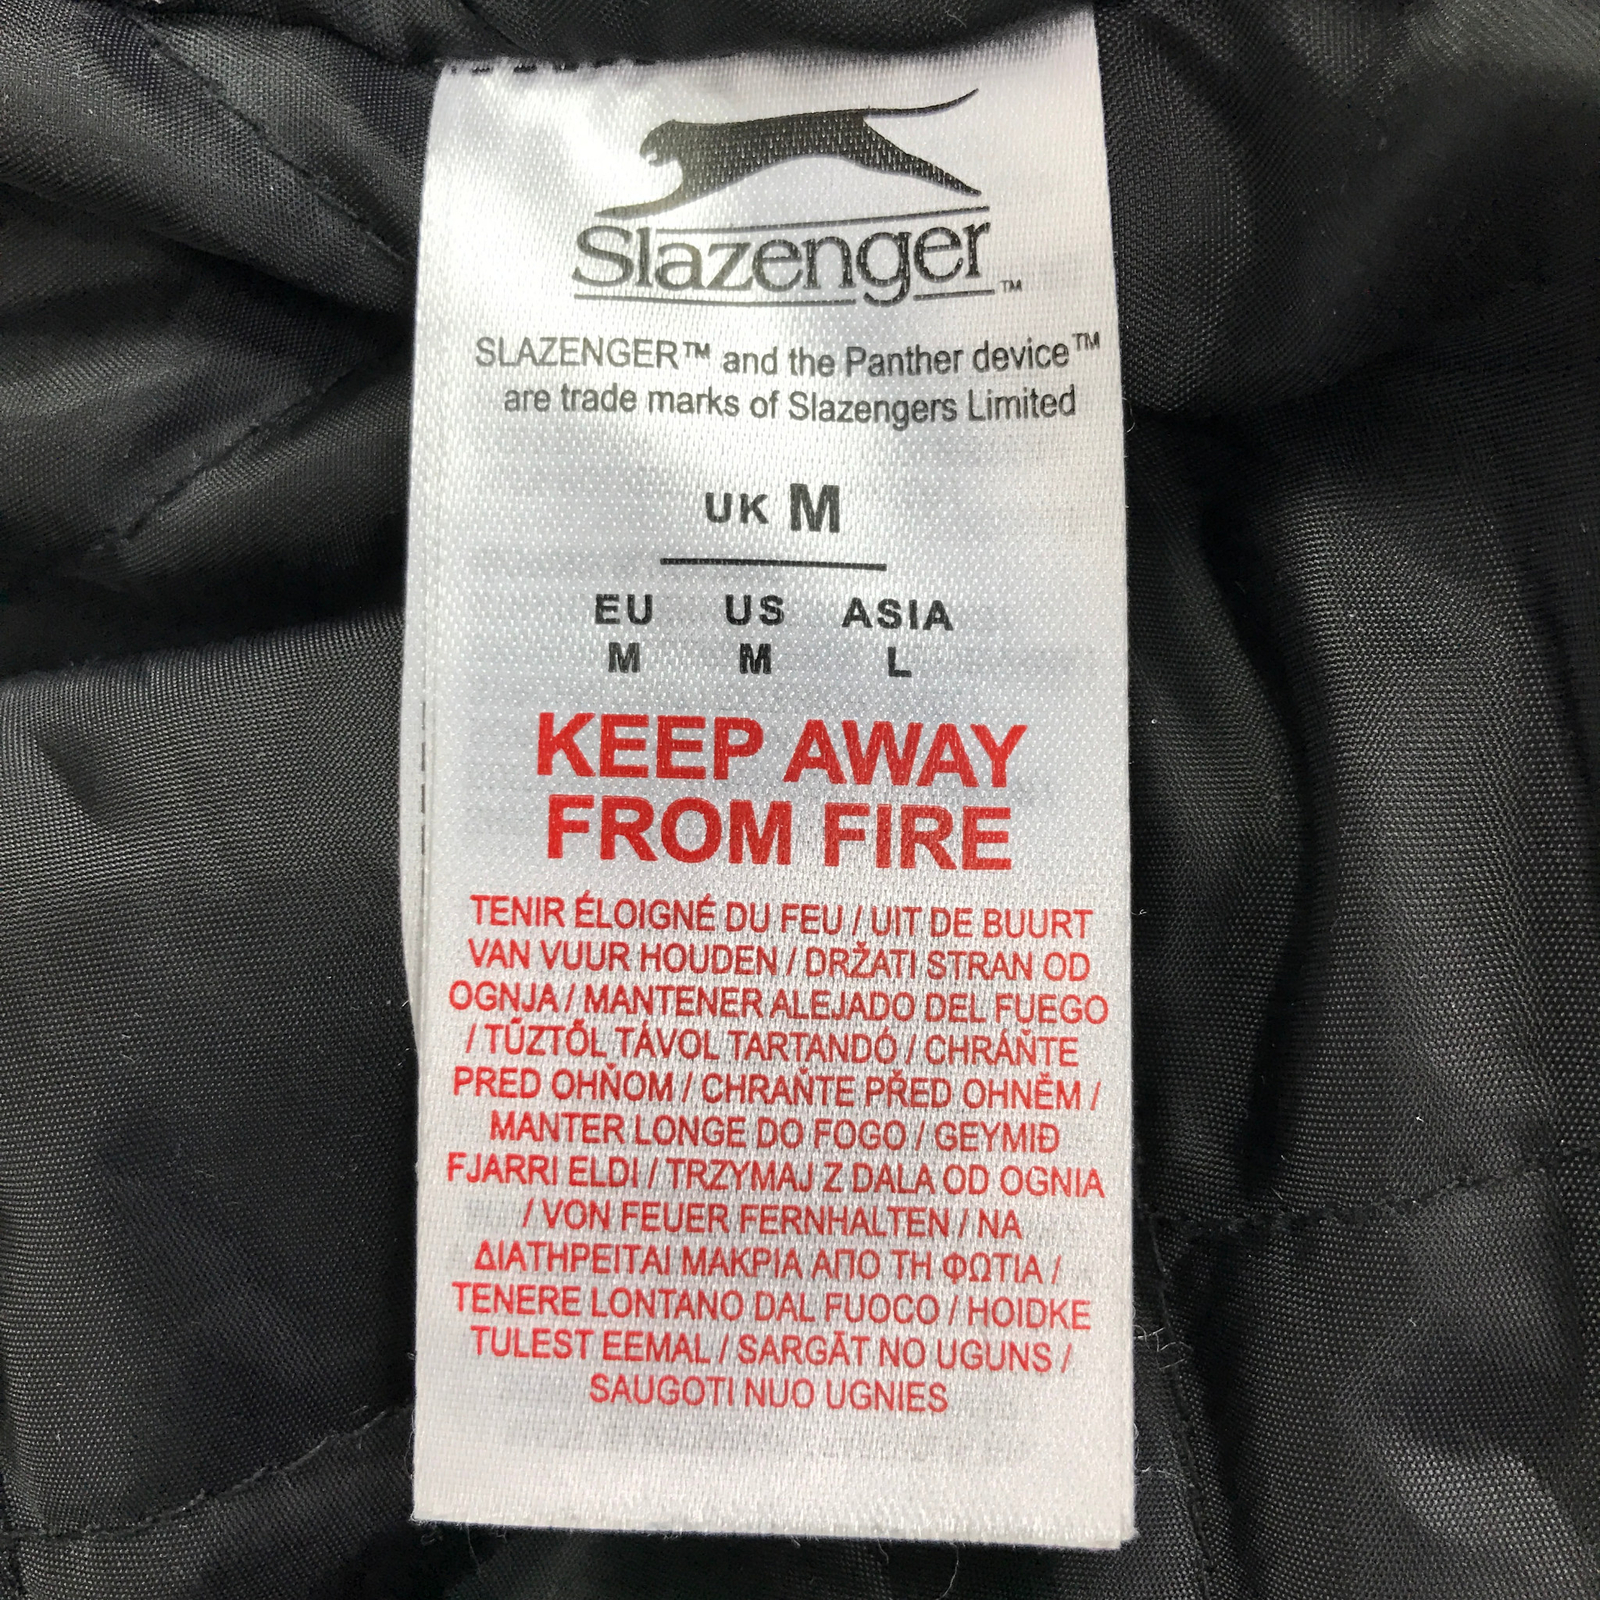 Slazenger™
SLAZENGER™ and the Panther device™
are trade marks of Slazengers Limited
UK M
EU US ASIA
M M L
KEEP AWAY
FROM FIRE
TENIR ÉLOIGNÉ DU FEU / UIT DE BUURT
VAN VUUR HOUDEN / DRŽATI STRAN OD
OGNJA / MANTENER ALEJADO DEL FUEGO
/ TŰZTŐL TÁVOL TARTANDÓ / CHRÁŇTE
PRED OHŇOM / CHRAŇTE PŘED OHNĚM /
MANTER LONGE DO FOGO / GEYMIÐ
FJARRI ELDI / TRZYMAJ Z DALA OD OGNIA
/ VON FEUER FERNHALTEN / NA
ΔΙΑΤΗΡΕΙΤΑΙ ΜΑΚΡΙΑ ΑΠΟ ΤΗ ΦΩΤΙΑ /
TENERE LONTANO DAL FUOCO / HOIDKE
TULEST EEMAL / SARGĀT NO UGUNS /
SAUGOTI NUO UGNIES